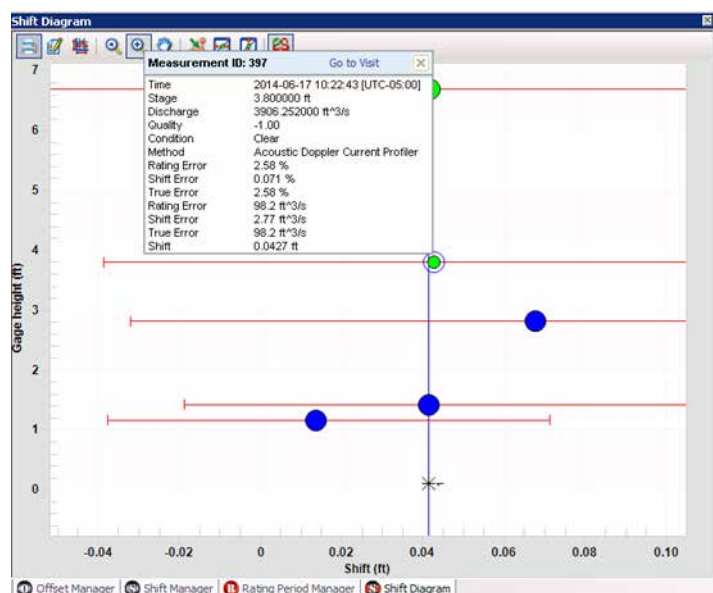 Shift Diagram
Measurement ID: 397 Go to Visit
Time 2014-06-17 10:22:43 [UTC-05:00]
Stage 3.800000 ft
Discharge 3906.252000 ft^3/s
Quality -1.00
Condition Clear
Method Acoustic Doppler Current Profiler
Rating Error 2.58 %
Shift Error 0.071 %
True Error 2.58 %
Rating Error 98.2 ft^3/s
Shift Error 2.77 ft^3/s
True Error 98.2 ft^3/s
Shift 0.0427 ft
7
6
5
4
3
2
1
0
Gage height (ft)
-0.04 -0.02 0 0.02 0.04 0.06 0.08 0.10
Shift (ft)
Offset Manager Shift Manager Rating Period Manager Shift Diagram